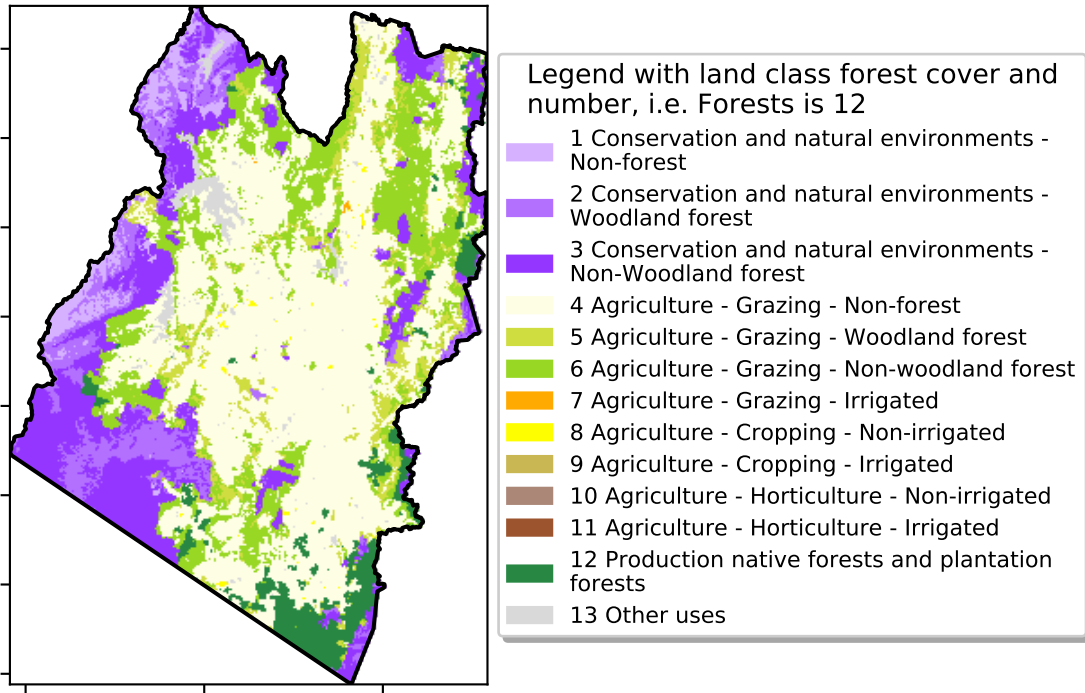 Legend with land class forest cover and
number, i.e. Forests is 12
1 Conservation and natural environments -
Non-forest
2 Conservation and natural environments -
Woodland forest
3 Conservation and natural environments -
Non-Woodland forest
4 Agriculture - Grazing - Non-forest
5 Agriculture - Grazing - Woodland forest
6 Agriculture - Grazing - Non-woodland forest
7 Agriculture - Grazing - Irrigated
8 Agriculture - Cropping - Non-irrigated
9 Agriculture - Cropping - Irrigated
10 Agriculture - Horticulture - Non-irrigated
11 Agriculture - Horticulture - Irrigated
12 Production native forests and plantation
forests
13 Other uses